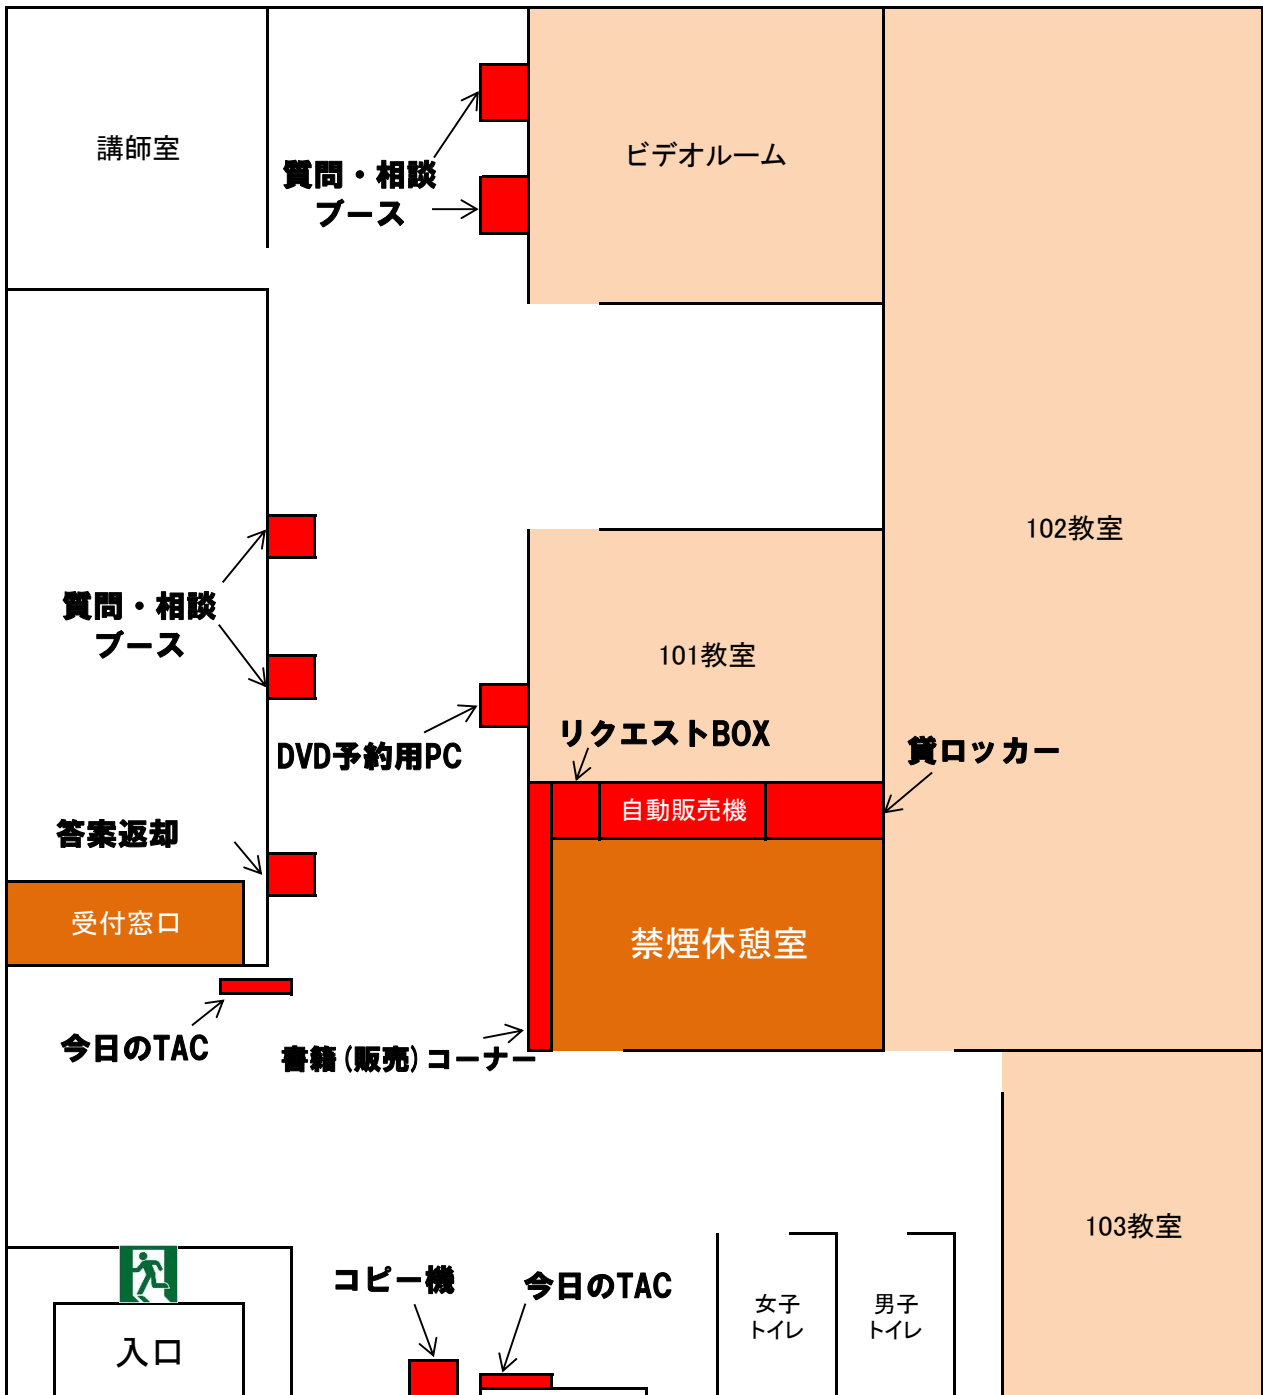 講師室
質問・相談
ブース
ビデオルーム
102教室
質問・相談
ブース
101教室
DVD予約用PC
リクエストBOX
貸ロッカー
自動販売機
答案返却
受付窓口
禁煙休憩室
今日のTAC
書籍(販売)コーナー
103教室
コピー機
今日のTAC
女子
トイレ
男子
トイレ
入口